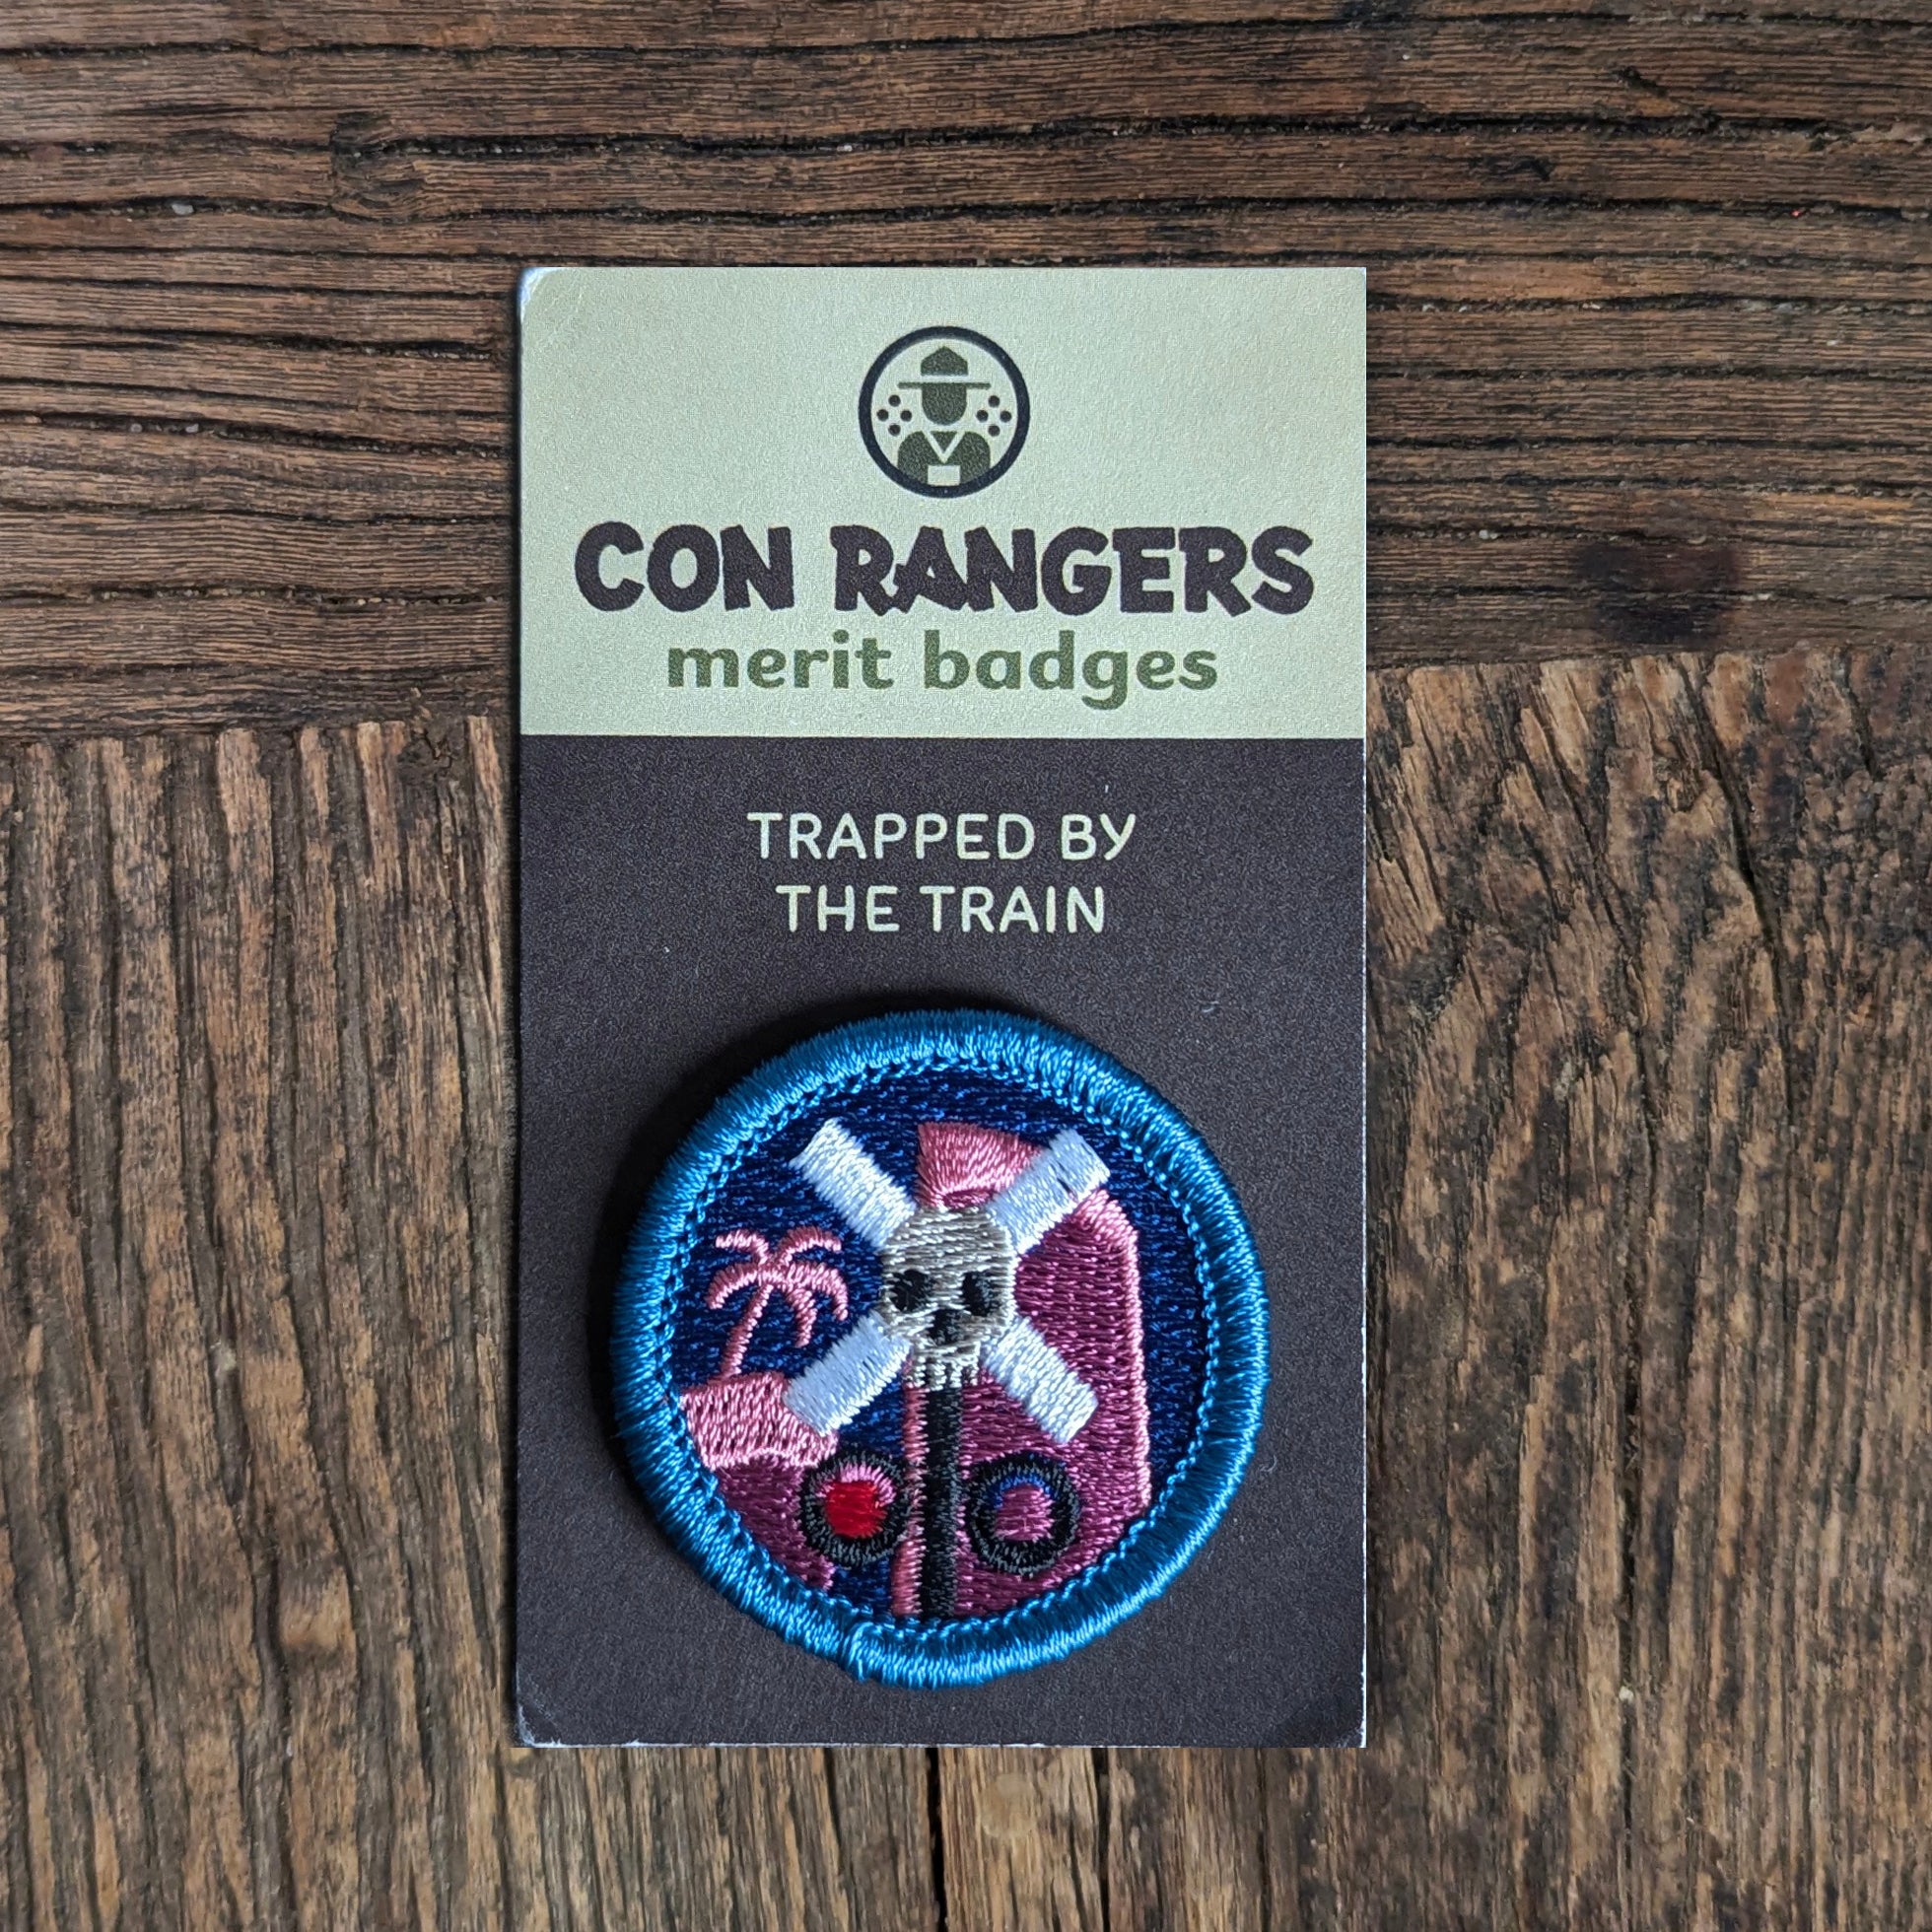 CON RANGERS
merit badges
TRAPPED BY
THE TRAIN